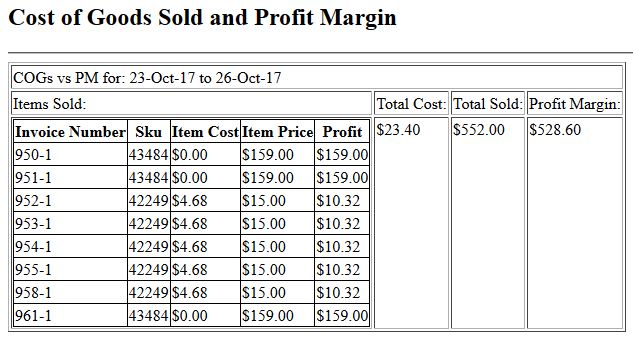 Cost of Goods Sold and Profit Margin
COGs vs PM for: 23-Oct-17 to 26-Oct-17
Items Sold: Total Cost: Total Sold: Profit Margin:
Invoice Number Sku Item Cost Item Price Profit $23.40 $552.00 $528.60
950-1 43484 $0.00 $159.00 $159.00
951-1 43484 $0.00 $159.00 $159.00
952-1 42249 $4.68 $15.00 $10.32
953-1 42249 $4.68 $15.00 $10.32
954-1 42249 $4.68 $15.00 $10.32
955-1 42249 $4.68 $15.00 $10.32
958-1 42249 $4.68 $15.00 $10.32
961-1 43484 $0.00 $159.00 $159.00